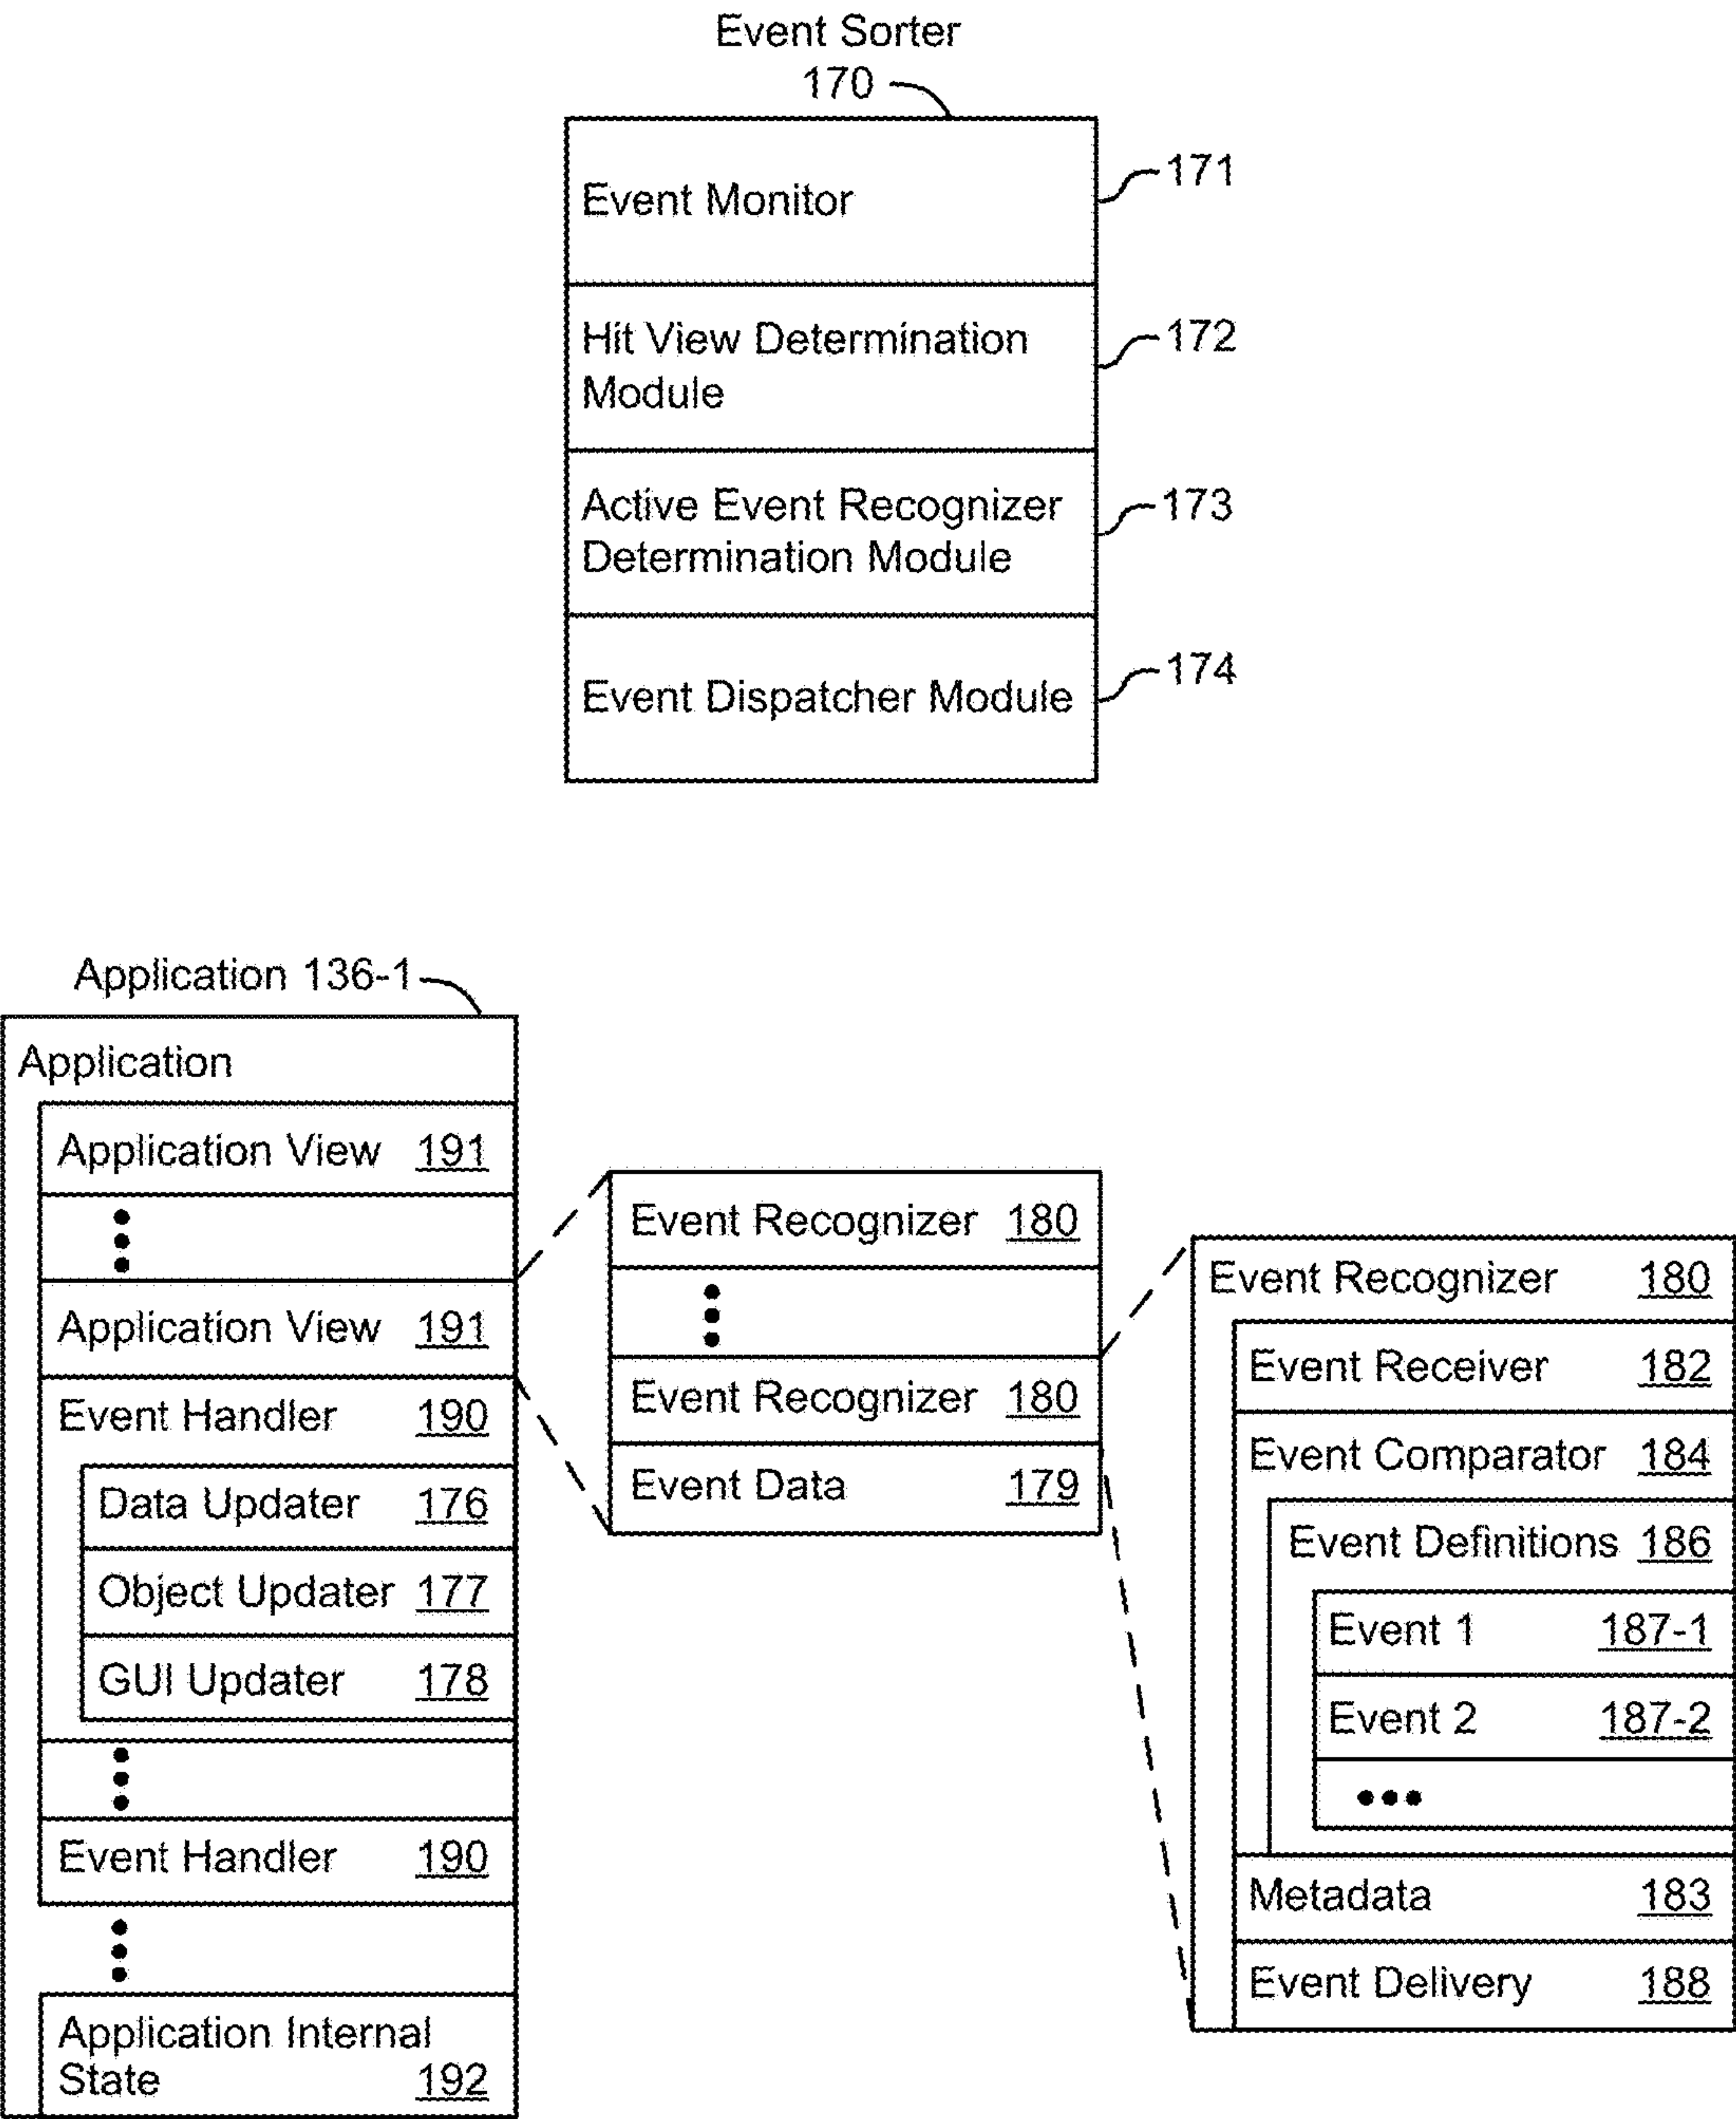 Event Sorter
170
Event Monitor
171
Hit View Determination
Module
172
Active Event Recognizer
Determination Module
173
Event Dispatcher Module
174
Application 136-1
Application
Application View 191
Application View 191
Event Handler 190
Data Updater 176
Object Updater 177
GUI Updater 178
Event Handler 190
Application Internal
State 192
Event Recognizer 180
Event Recognizer 180
Event Data 179
Event Recognizer 180
Event Receiver 182
Event Comparator 184
Event Definitions 186
Event 1 187-1
Event 2 187-2
Metadata 183
Event Delivery 188